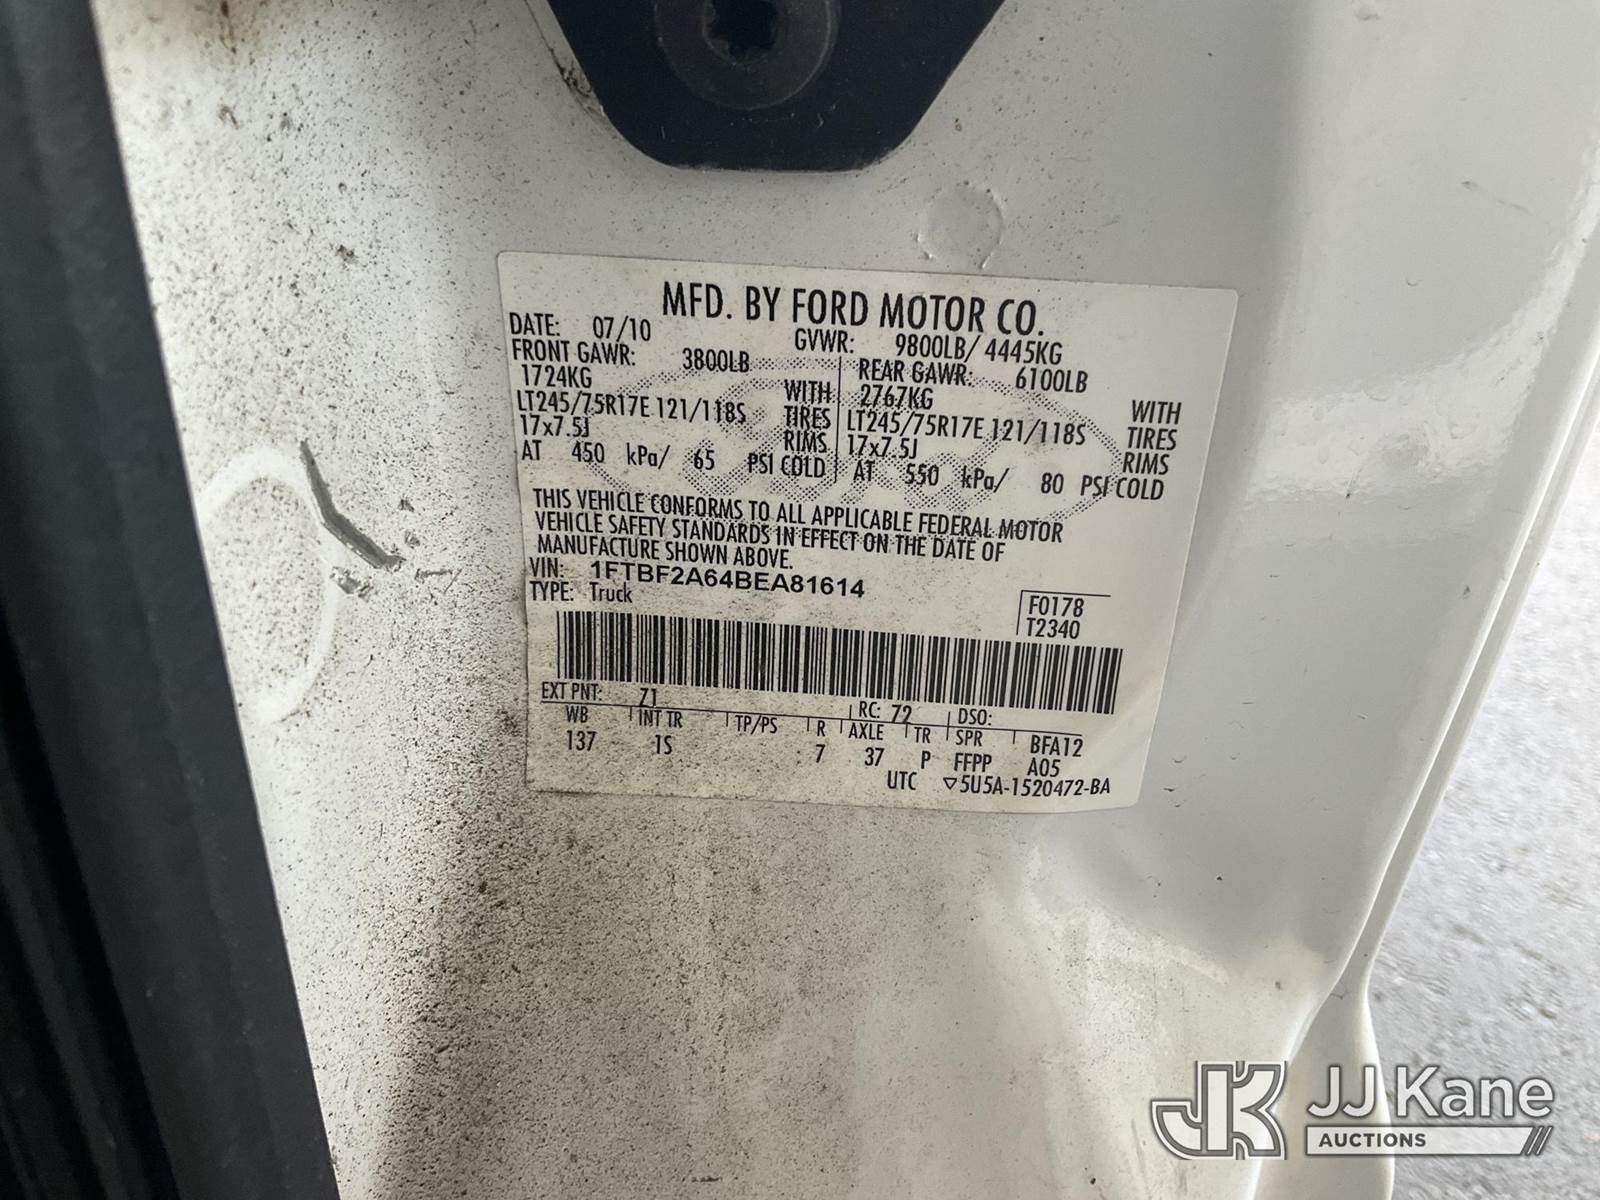 MFD. BY FORD MOTOR CO.
DATE: 07/10 GVWR: 9800LB/ 4445KG
FRONT GAWR: 3800LB REAR GAWR: 6100LB
1724KG WITH 2767KG WITH
LT245/75R17E 121/118S TIRES LT245/75R17E 121/118S TIRES
17x7.5J RIMS 17x7.5J RIMS
AT 450 kPa/ 65 PSI COLD AT 550 kPa/ 80 PSI COLD
THIS VEHICLE CONFORMS TO ALL APPLICABLE FEDERAL MOTOR
VEHICLE SAFETY STANDARDS IN EFFECT ON THE DATE OF
MANUFACTURE SHOWN ABOVE.
VIN: 1FTBF2A64BEA81614
TYPE: Truck
F0178
T2340
EXT PNT: Z1 RC: 72 DSO:
WB INT TR TP/PS R AXLE TR SPR BFA12
137 1S 7 37 P FFPP A05
UTC ▽5U5A-1520472-BA
JK JJ Kane
AUCTIONS